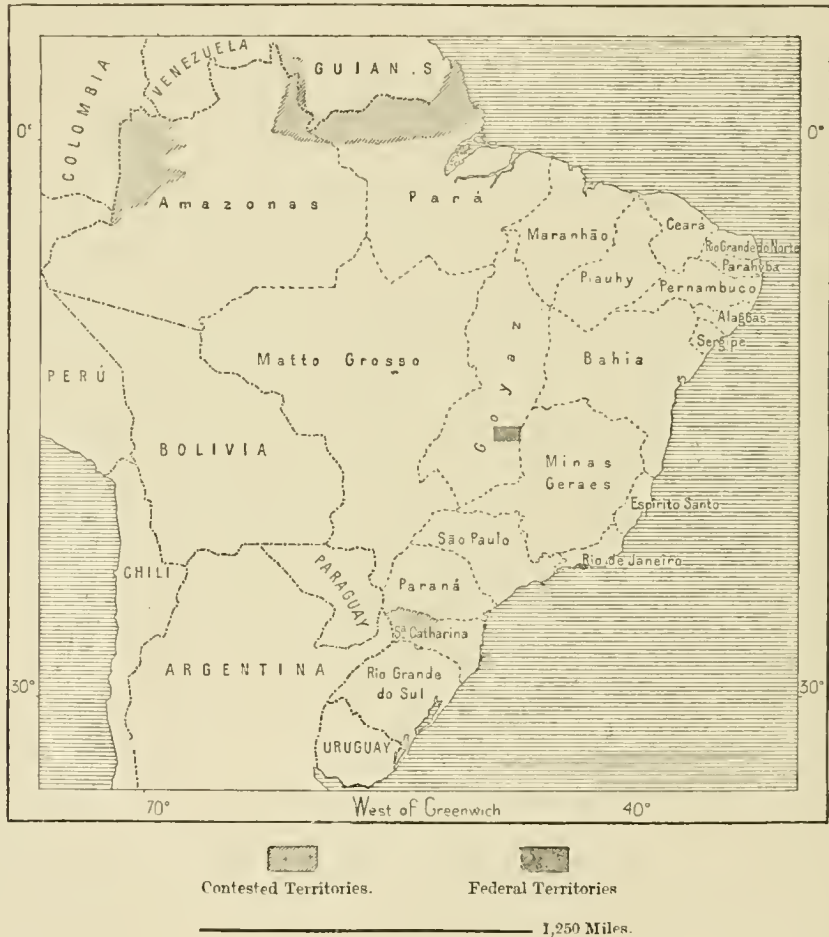 COLOMBIA
VENEZUELA
GUIAN.S
0°
0°
Amazonas
Pará
Maranhão
Ceara
Rio Grande do Norte
Parahyba
Piauhy
Pernambuco
Alagôas
Sergipe
PERÚ
Matto Grosso
Goyaz
Bahia
BOLIVIA
Minas
Geraes
Espirito Santo
São Paulo
Rio de Janeiro
CHILI
PARAGUAY
Paraná
Sª Catharina
ARGENTINA
Rio Grande
do Sul
30°
30°
URUGUAY
70°
West of Greenwich
40°
Contested Territories.
Federal Territories
1,250 Miles.